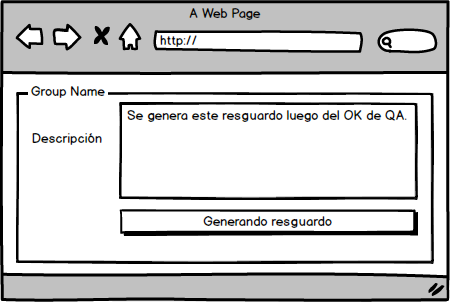 A Web Page
http://
Group Name
Se genera este resguardo luego del OK de QA.
Descripción
Generando resguardo